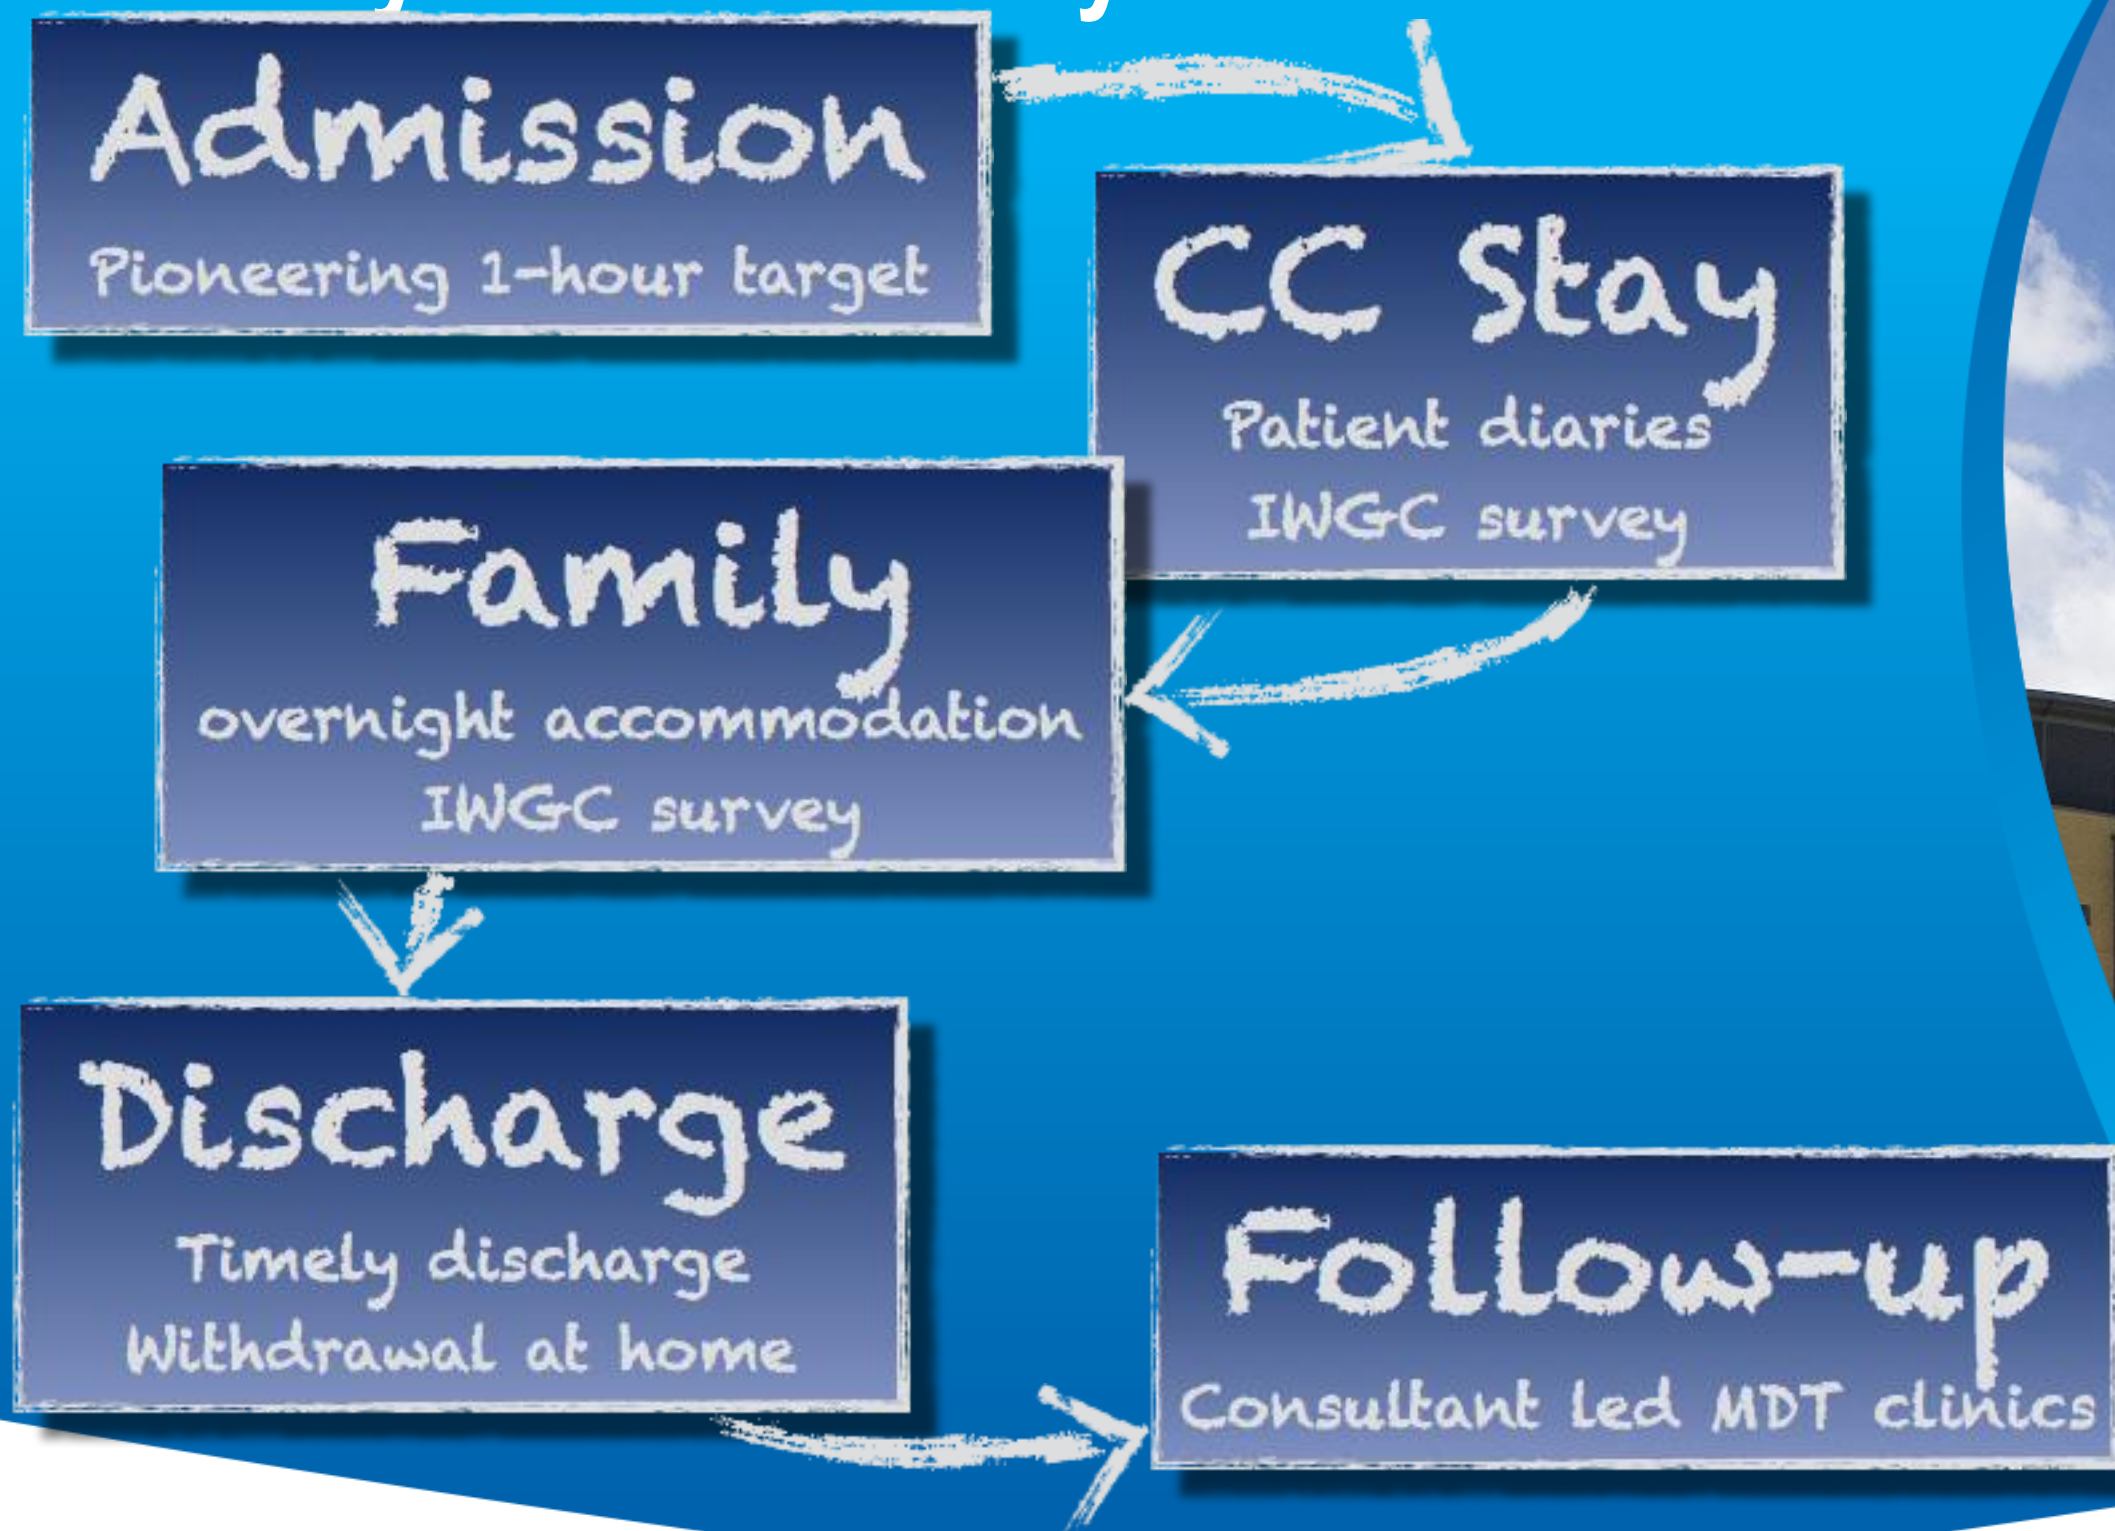 Admission
Pioneering 1-hour target
CC Stay
Patient diaries
IWGC survey
Family
overnight accommodation
IWGC survey
Discharge
Timely discharge
Withdrawal at home
Follow-up
Consultant led MDT clinics